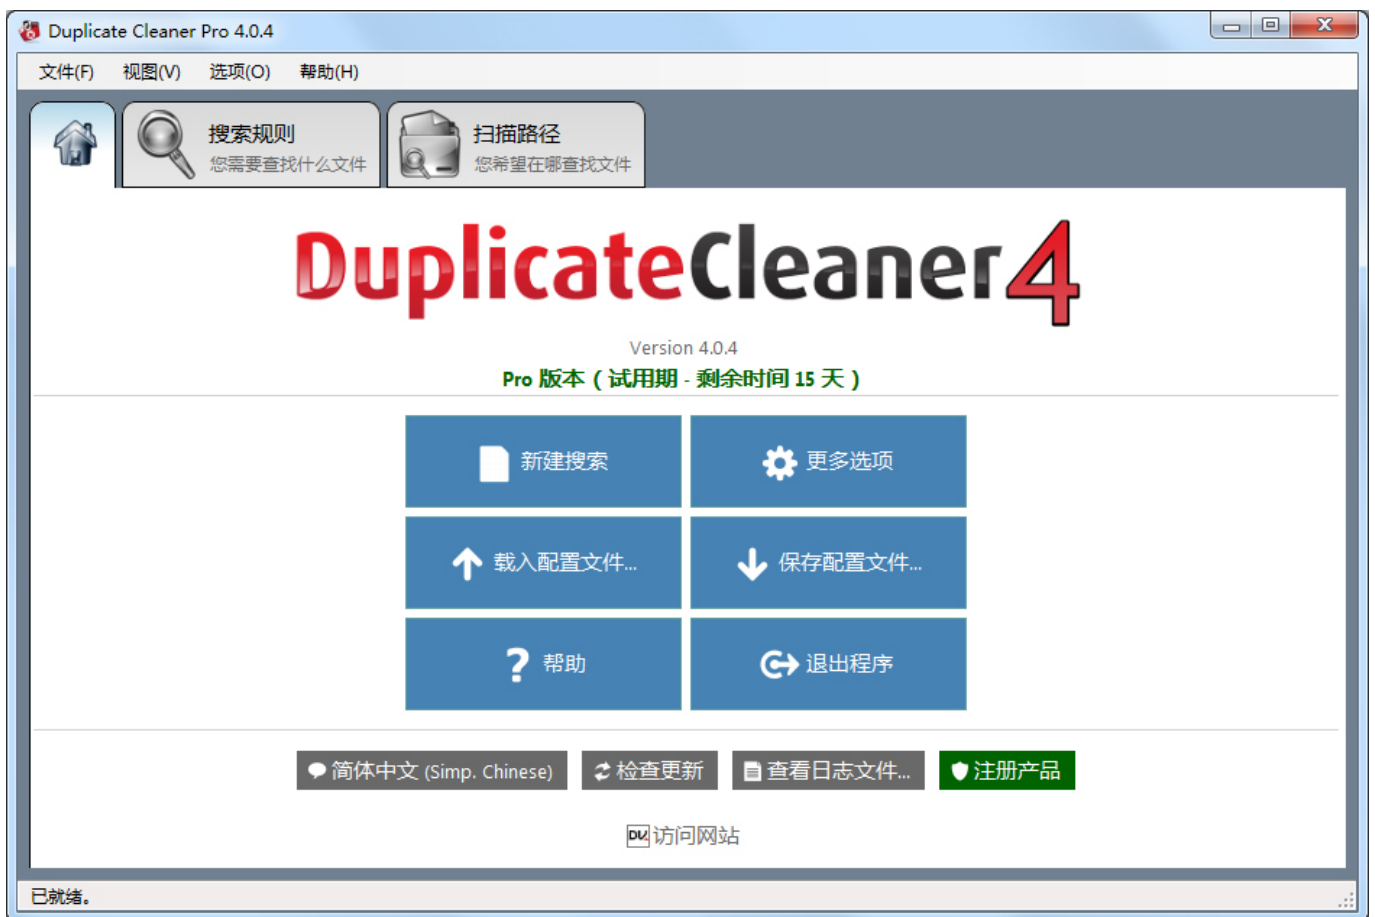 Duplicate Cleaner Pro 4.0.4
文件(F) 视图(V) 选项(O) 帮助(H)
搜索规则
您需要查找什么文件
扫描路径
您希望在哪查找文件
DuplicateCleaner4
Version 4.0.4
Pro 版本 ( 试用期 - 剩余时间 15 天 )
新建搜索
更多选项
载入配置文件...
保存配置文件...
帮助
退出程序
简体中文 (Simp. Chinese)
检查更新
查看日志文件...
注册产品
DV.
访问网站
已就绪。